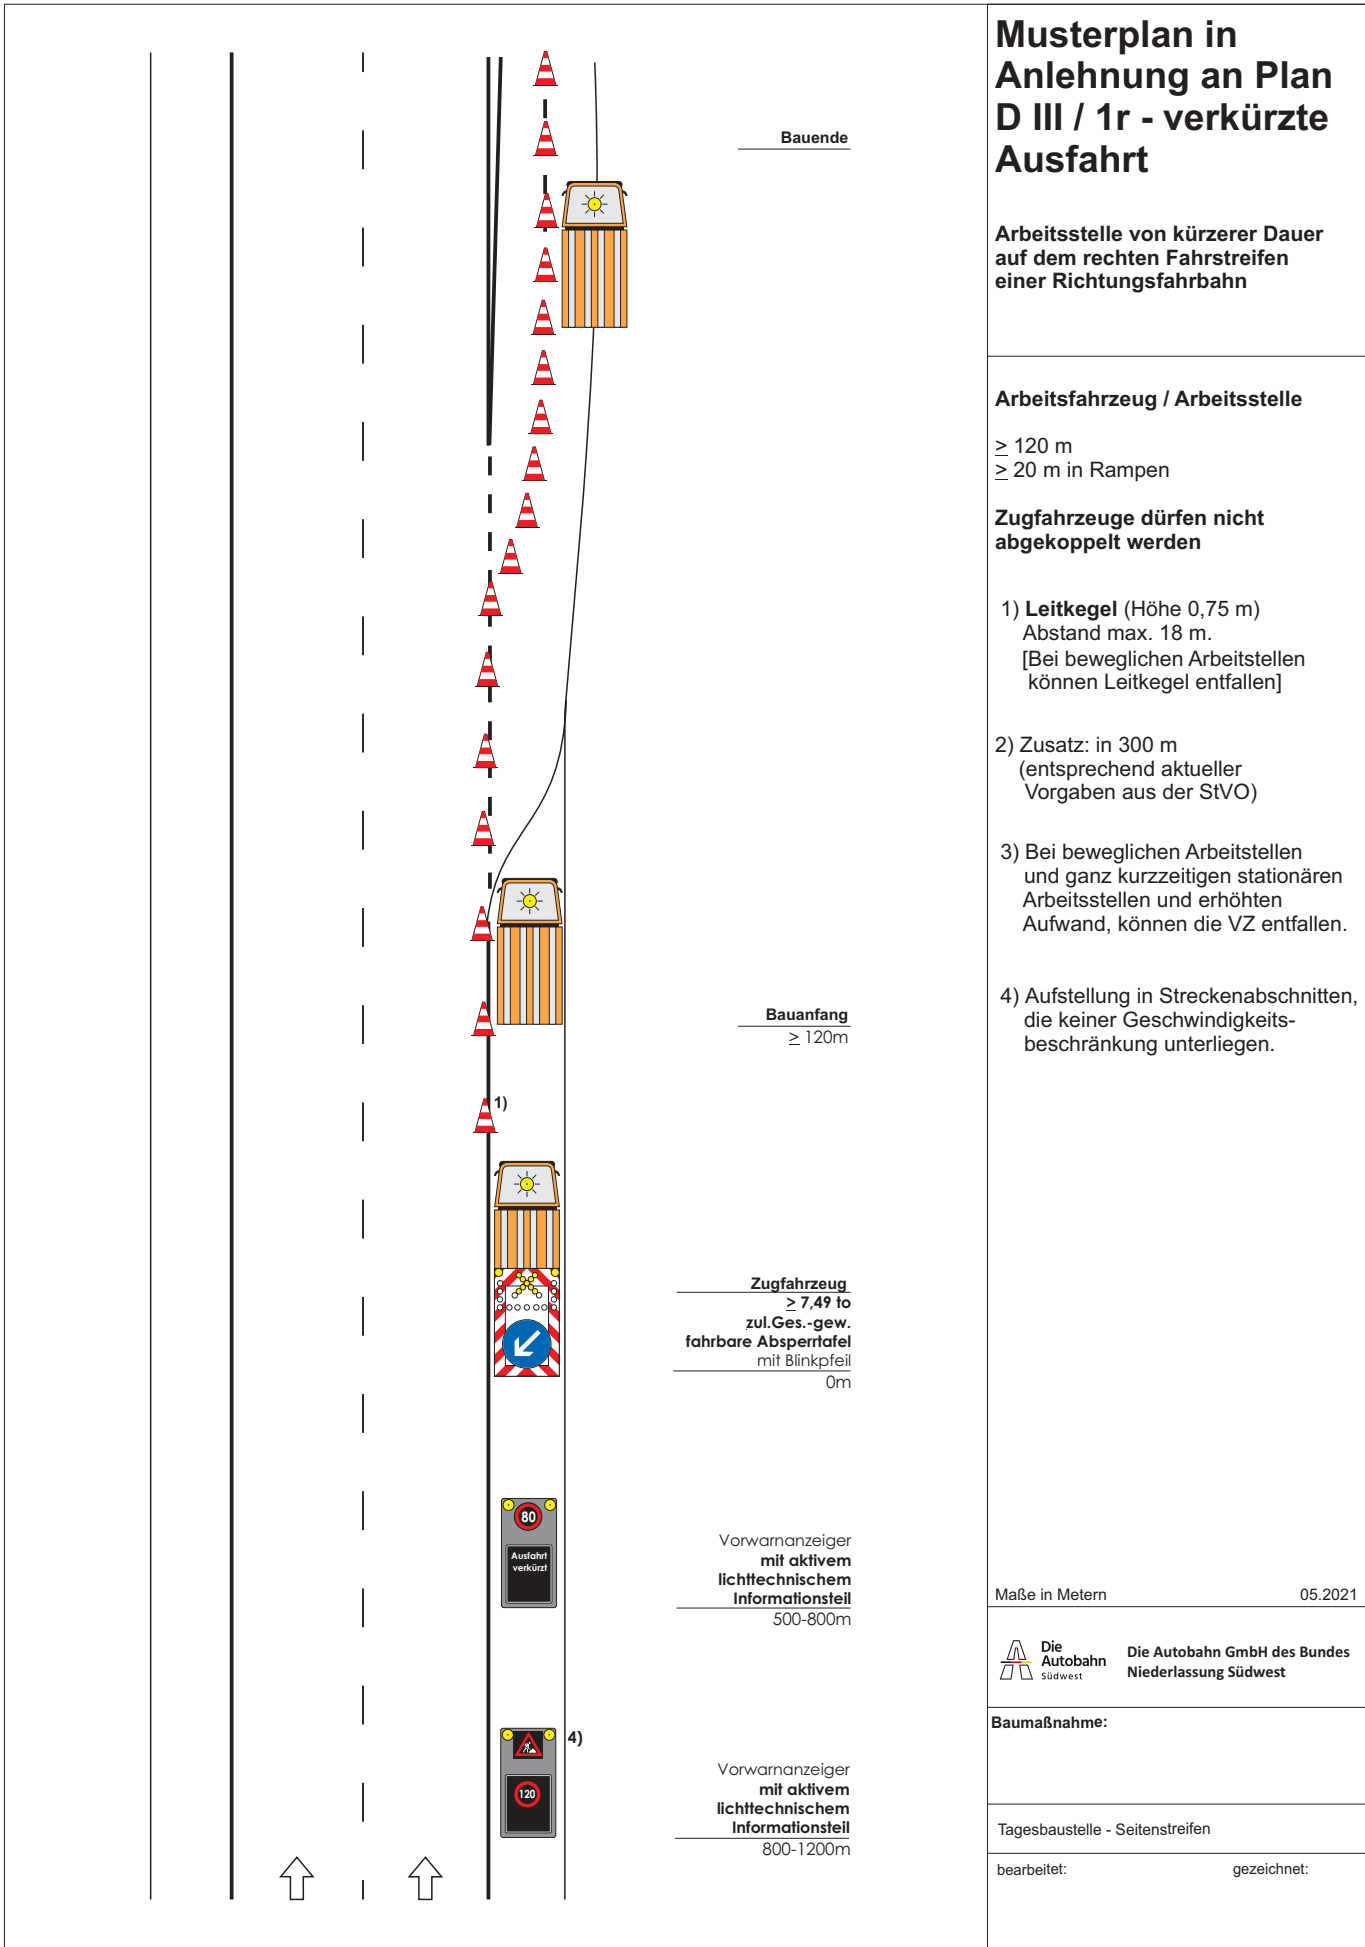 Musterplan in
Anlehnung an Plan
D III / 1r - verkürzte
Ausfahrt
Arbeitsstelle von kürzerer Dauer
auf dem rechten Fahrstreifen
einer Richtungsfahrbahn
Arbeitsfahrzeug / Arbeitsstelle
≥ 120 m
≥ 20 m in Rampen
Zugfahrzeuge dürfen nicht
abgekoppelt werden
1) Leitkegel (Höhe 0,75 m)
Abstand max. 18 m.
[Bei beweglichen Arbeitstellen
können Leitkegel entfallen]
2) Zusatz: in 300 m
(entsprechend aktueller
Vorgaben aus der StVO)
3) Bei beweglichen Arbeitstellen
und ganz kurzzeitigen stationären
Arbeitsstellen und erhöhten
Aufwand, können die VZ entfallen.
4) Aufstellung in Streckenabschnitten,
die keiner Geschwindigkeits-
beschränkung unterliegen.
Bauende
Bauanfang
≥ 120m
1)
Zugfahrzeug
≥ 7,49 to
zul.Ges.-gew.
fahrbare Absperrtafel
mit Blinkpfeil
0m
80
Ausfahrt
verkürzt
Vorwarnanzeiger
mit aktivem
lichttechnischem
Informationsteil
500-800m
4)
120
Vorwarnanzeiger
mit aktivem
lichttechnischem
Informationsteil
800-1200m
Maße in Metern 05.2021
Die
Autobahn
Südwest
Die Autobahn GmbH des Bundes
Niederlassung Südwest
Baumaßnahme:
Tagesbaustelle - Seitenstreifen
bearbeitet: gezeichnet: